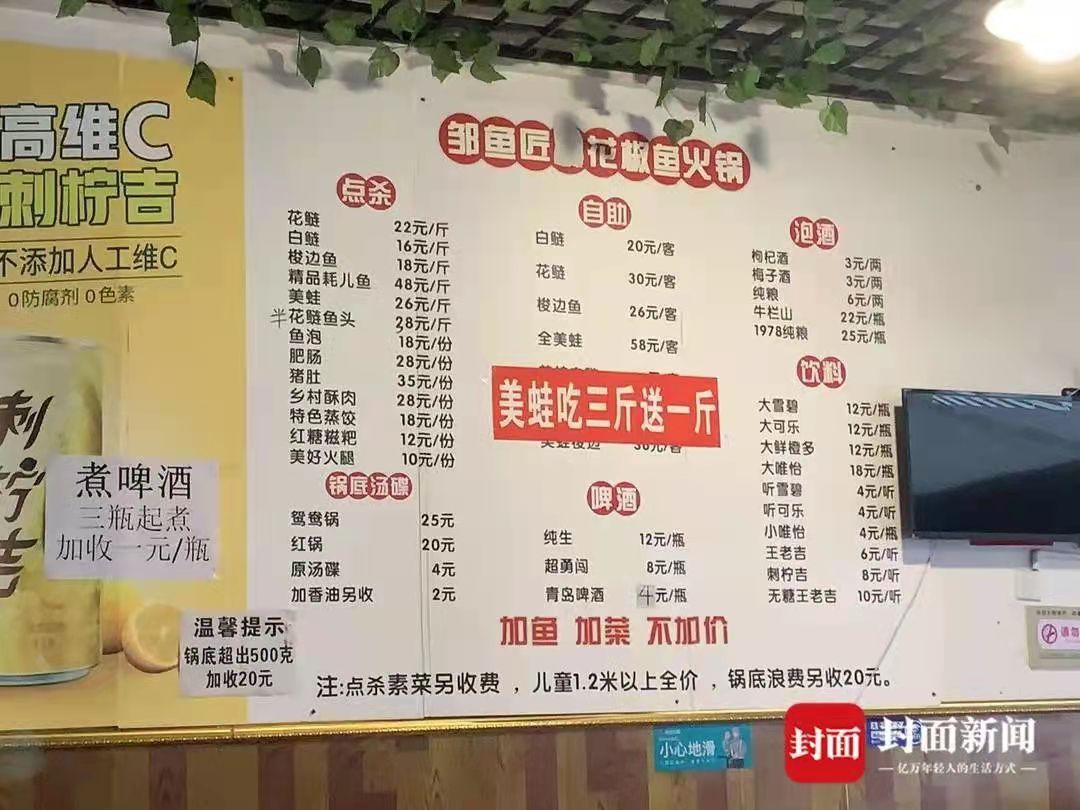 高维C
刺柠吉
不添加人工维C
0防腐剂 0色素
刺柠吉
煮啤酒
三瓶起煮
加收一元/瓶
温馨提示
锅底超出500克
加收20元
邹鱼匠 花椒鱼火锅
点杀
花鲢 22元/斤
白鲢 16元/斤
梭边鱼 18元/斤
精品耗儿鱼 48元/斤
美蛙 26元/斤
半花鲢鱼头 28元/斤
鱼泡 18元/份
肥肠 28元/份
猪肚 35元/份
乡村酥肉 28元/份
特色蒸饺 18元/份
红糖糍粑 12元/份
美好火腿 10元/份
锅底汤碟
鸳鸯锅 25元
红锅 20元
原汤碟 4元
加香油另收 2元
自助
白鲢 20元/客
花鲢 30元/客
梭边鱼 26元/客
全美蛙 58元/客
美蛙吃三斤送一斤
啤酒
纯生 12元/瓶
超勇闯 8元/瓶
青岛啤酒 元/瓶
加鱼 加菜 不加价
泡酒
枸杞酒 3元/两
梅子酒 3元/两
纯粮 6元/两
牛栏山 22元/瓶
1978纯粮 25元/瓶
饮料
大雪碧 12元/瓶
大可乐 12元/瓶
大鲜橙多 12元/瓶
大唯怡 18元/瓶
听雪碧 4元/听
听可乐 4元/听
小唯怡 4元/瓶
王老吉 6元/听
刺柠吉 8元/听
无糖王老吉 10元/听
注:点杀素菜另收费，儿童1.2米以上全价，锅底浪费另收20元。
小心地滑
请勿
封面
封面新闻
亿万年轻人的生活方式